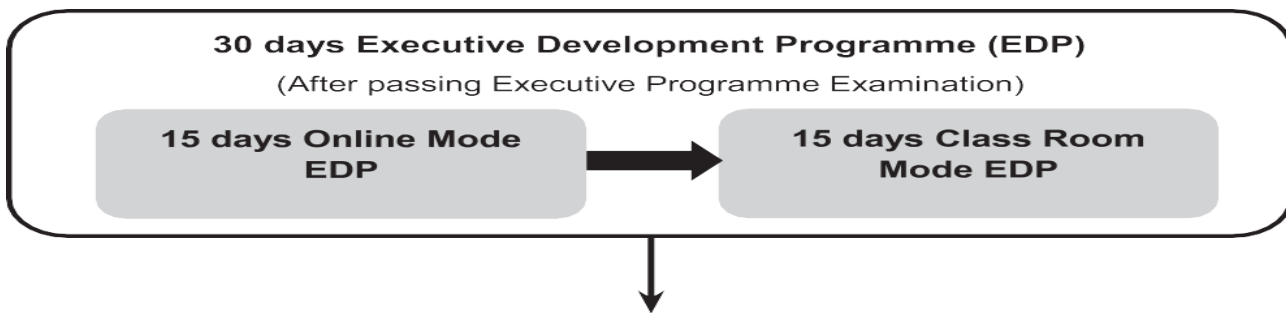 30 days Executive Development Programme (EDP)
(After passing Executive Programme Examination)
15 days Online Mode
EDP
15 days Class Room
Mode EDP